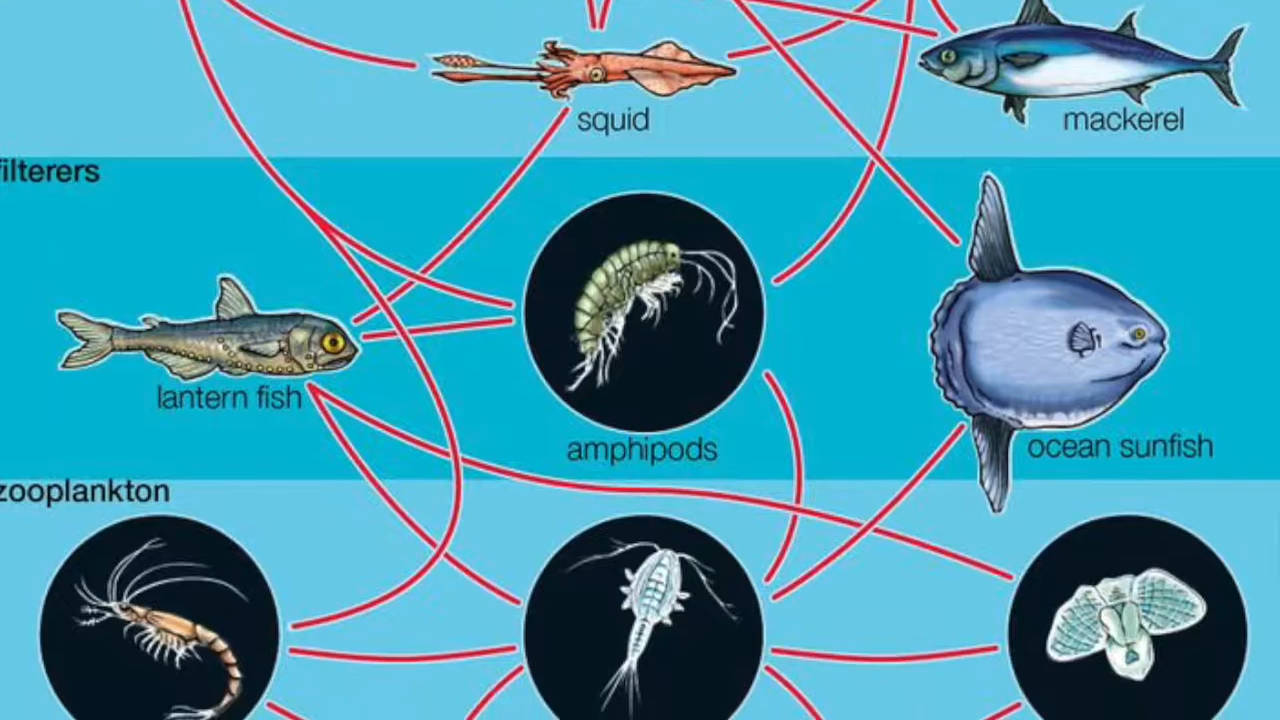 squid
mackerel
filterers
lantern fish
amphipods
ocean sunfish
zooplankton